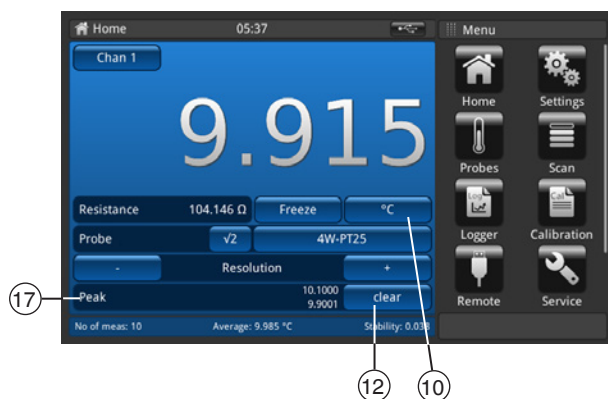 Home 05:37
Menu
Chan 1
9.915
Home Settings
Probes Scan
Resistance 104.146 Ω Freeze °C
Probe √2 4W-PT25
- Resolution +
Peak 10.1000 9.9001 clear
No of meas: 10 Average: 9.985 °C Stability: 0.038
Log Cal
Logger Calibration
Remote Service
17
12
10